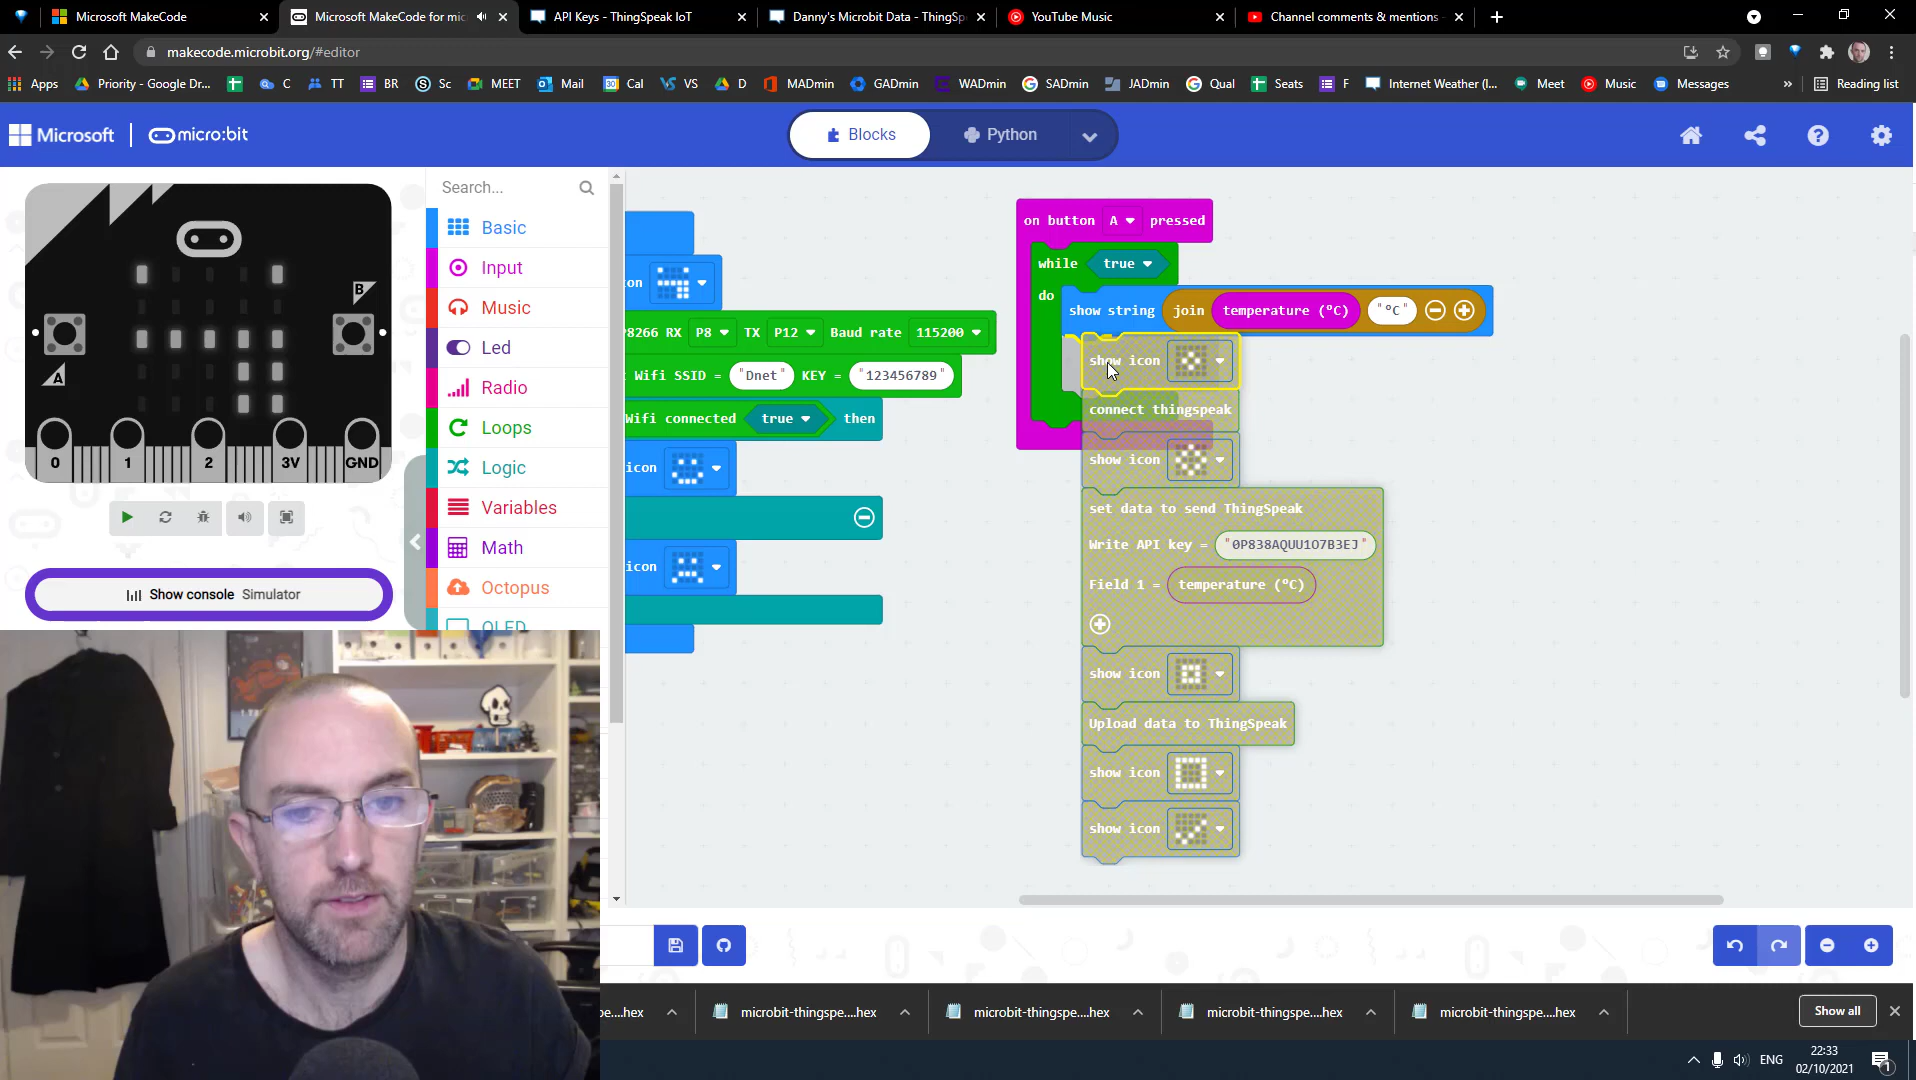 Microsoft MakeCode
Microsoft MakeCode for mic
API Keys - ThingSpeak IoT
Danny's Microbit Data - ThingSp
YouTube Music
Channel comments & mentions -
makecode.microbit.org/#editor
Apps
Priority - Google Dr...
C
TT
BR
Sc
MEET
Mail
Cal
VS
D
MAdmin
GAdmin
WAdmin
SAdmin
JAdmin
Qual
Seats
F
Internet Weather (I...
Meet
Music
Messages
»
Reading list
Microsoft
micro:bit
Blocks
Python
Search...
Basic
Input
Music
Led
Radio
Loops
Logic
Variables
Math
Octopus
OLED
B
A
0
1
2
3V
GND
Show console Simulator
on button A pressed
while true
do
show string join temperature (°C) "°C"
show icon
connect thingspeak
show icon
set data to send ThingSpeak
Write API key = "0P838AQUU1O7B3EJ"
Field 1 = temperature (°C)
show icon
Upload data to ThingSpeak
show icon
show icon
on
P8266 RX P8 TX P12 Baud rate 115200
t Wifi SSID = "Dnet" KEY = "123456789"
Wifi connected true then
icon
icon
pe....hex
microbit-thingspe....hex
microbit-thingspe....hex
microbit-thingspe....hex
microbit-thingspe....hex
Show all
ENG
22:33
02/10/2021